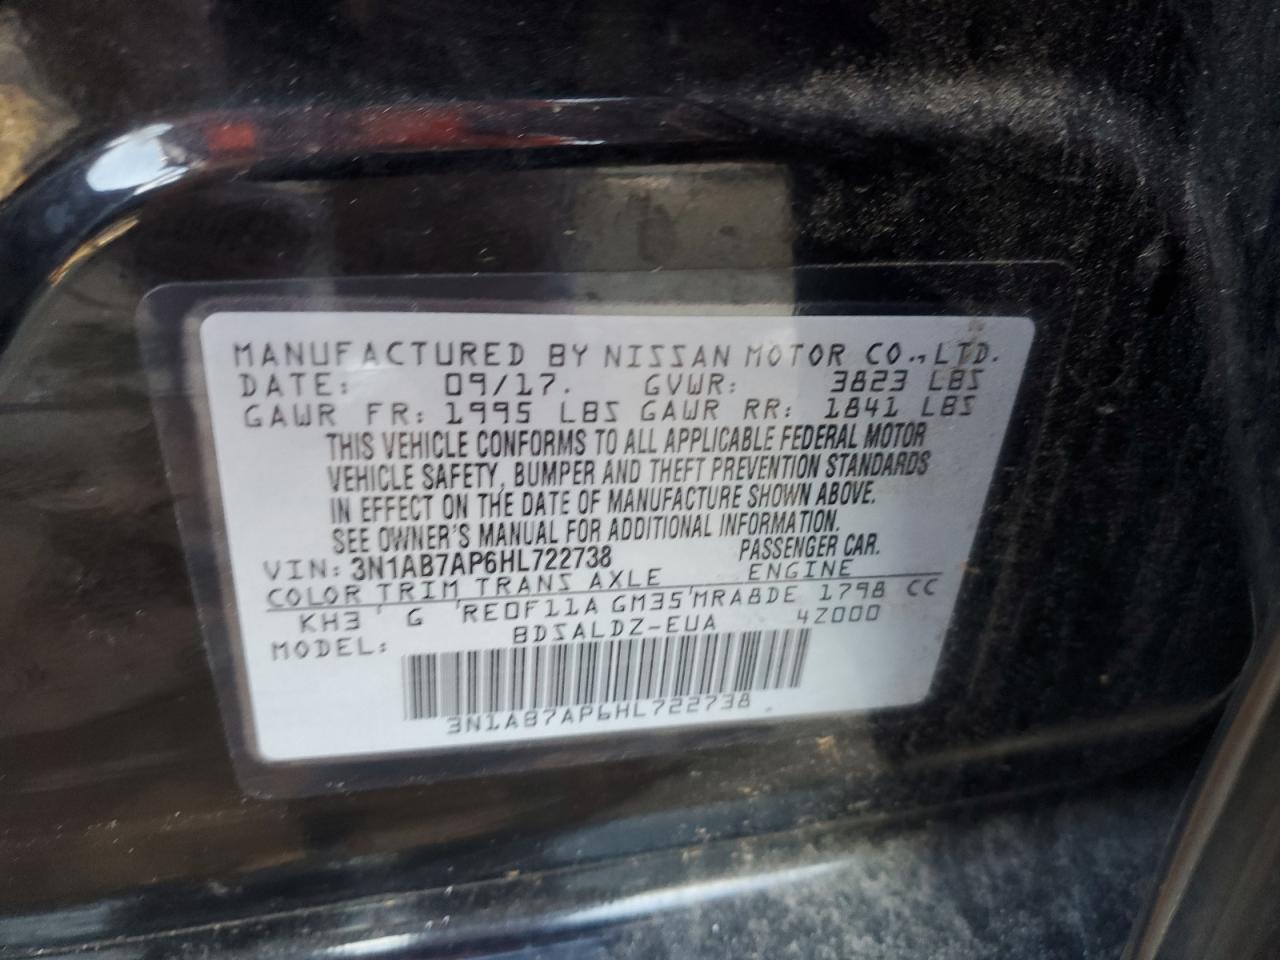 MANUFACTURED BY NISSAN MOTOR CO., LTD.
DATE: 09/17. GVWR: 3823 LBS
GAWR FR: 1995 LBS GAWR RR: 1841 LBS
THIS VEHICLE CONFORMS TO ALL APPLICABLE FEDERAL MOTOR
VEHICLE SAFETY, BUMPER AND THEFT PREVENTION STANDARDS
IN EFFECT ON THE DATE OF MANUFACTURE SHOWN ABOVE.
SEE OWNER'S MANUAL FOR ADDITIONAL INFORMATION.
VIN: 3N1AB7AP6HL722738 PASSENGER CAR.
COLOR TRIM TRANS AXLE ENGINE
KH3 G RE0F11A GM35 MRA8DE 1798 CC
MODEL: BDSALDZ-EUA 4Z000
3N1AB7AP6HL722738